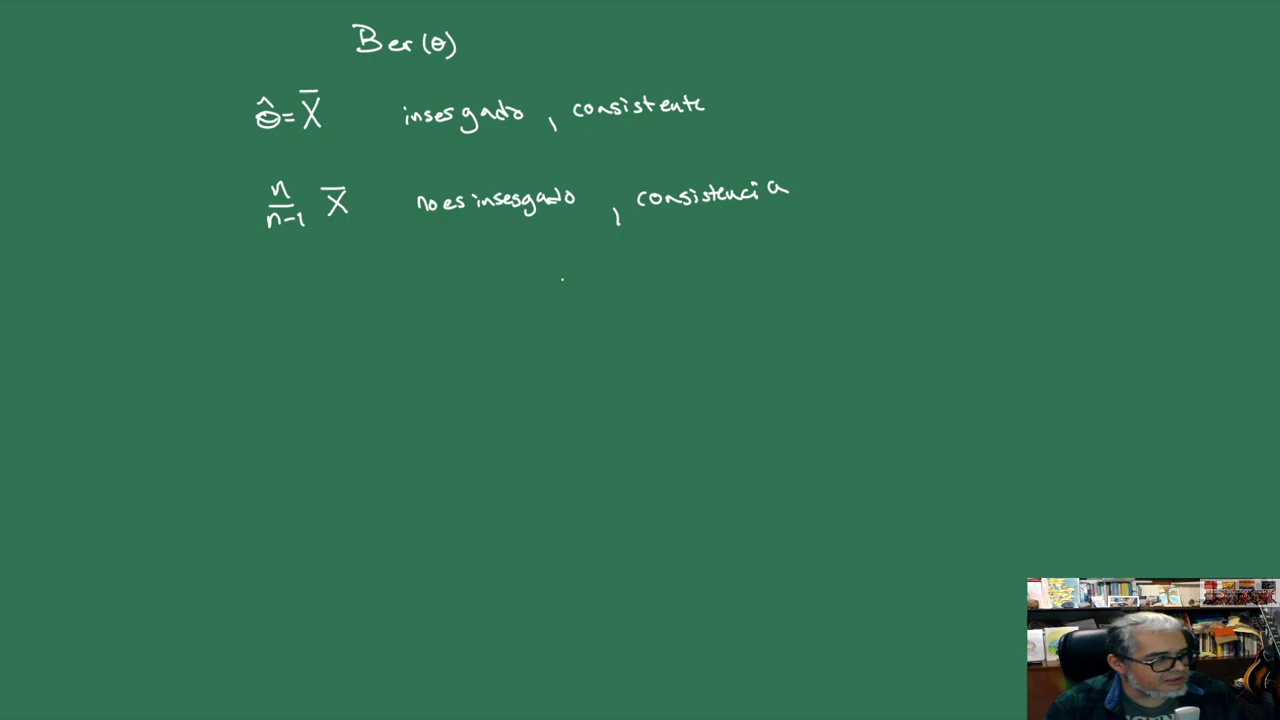 Ber(θ)
θ̂ = X̄ insesgado, consistente
n/n-1 X̄ no es insesgado, consistencia